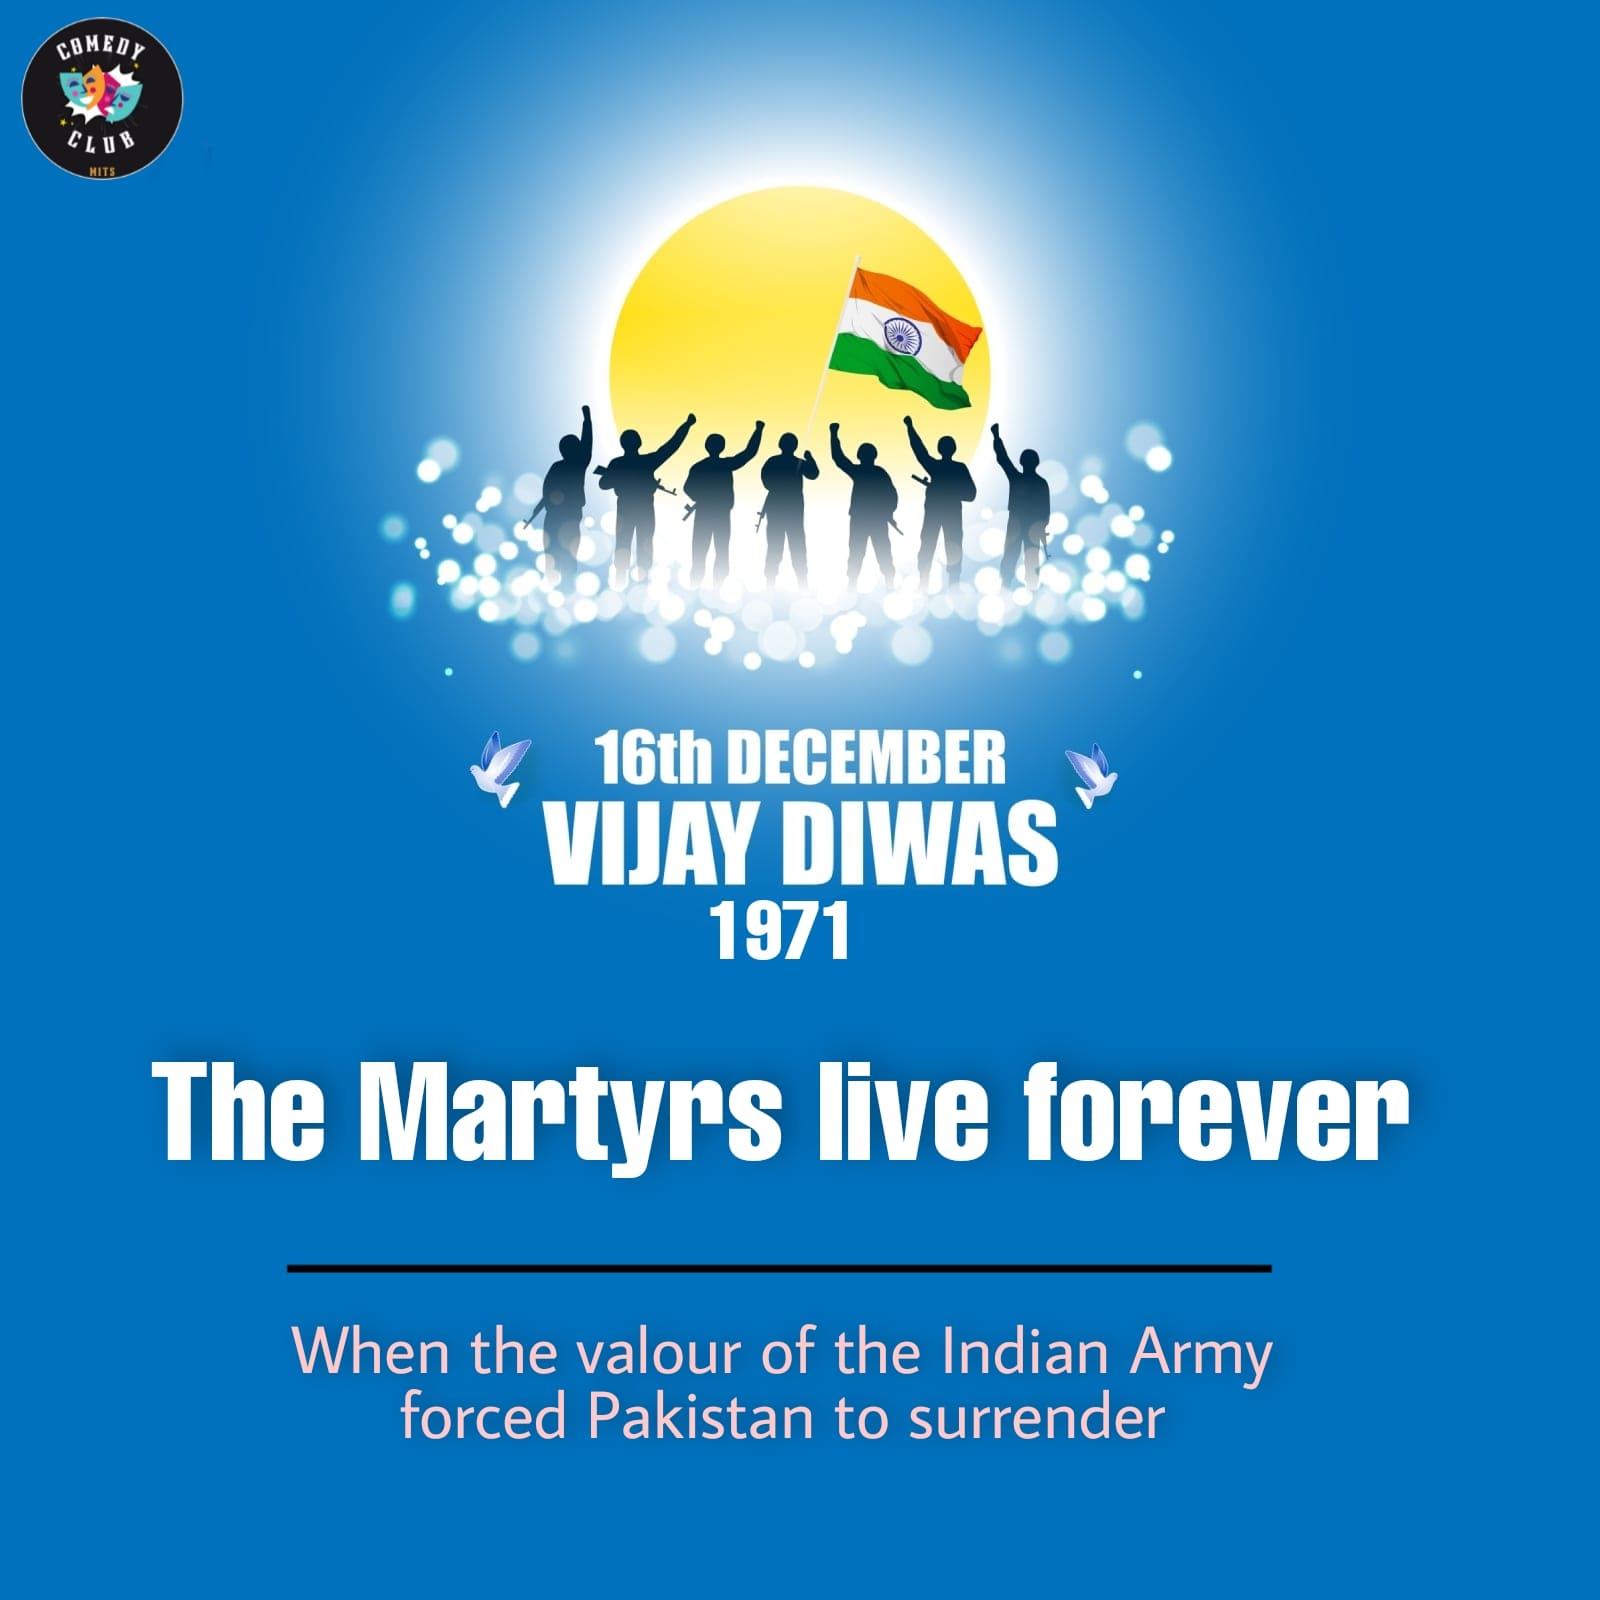 COMEDY
CLUB
MITS
16th DECEMBER
VIJAY DIWAS
1971
The Martyrs live forever
When the valour of the Indian Army
forced Pakistan to surrender